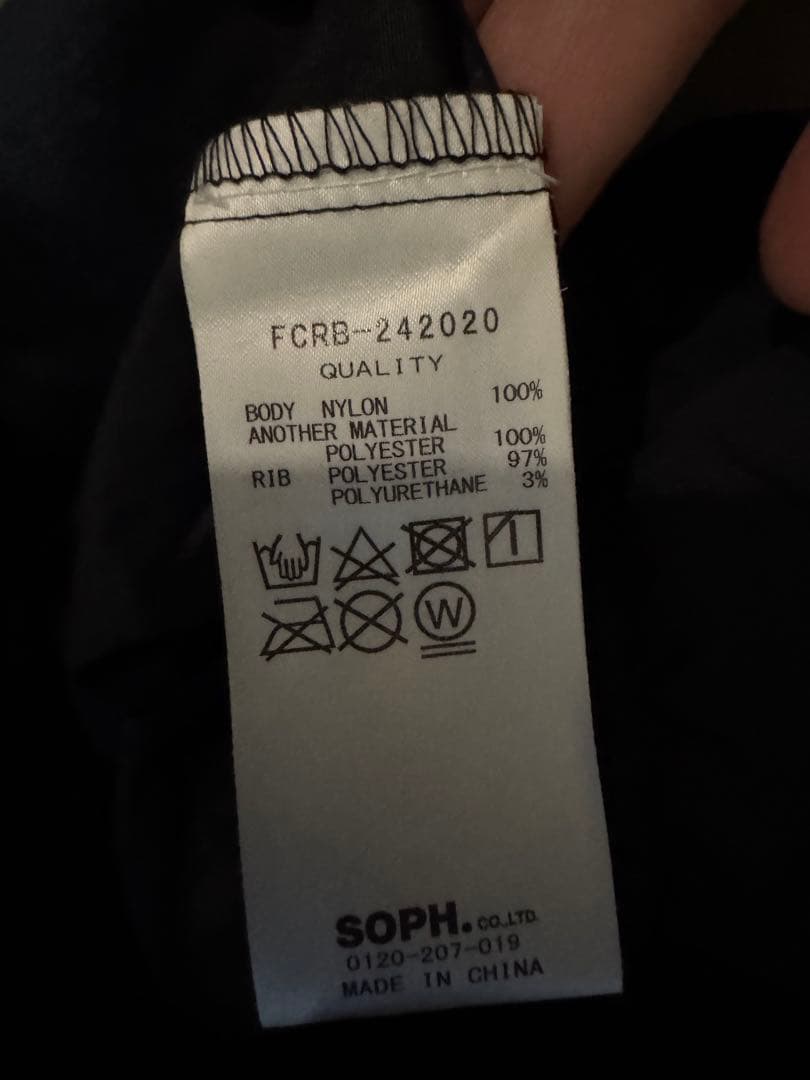 FCRB-242020
QUALITY
BODY NYLON 100%
ANOTHER MATERIAL
POLYESTER 100%
RIB POLYESTER 97%
POLYURETHANE 3%
W
SOPH. CO.,LTD.
0120-207-019
MADE IN CHINA